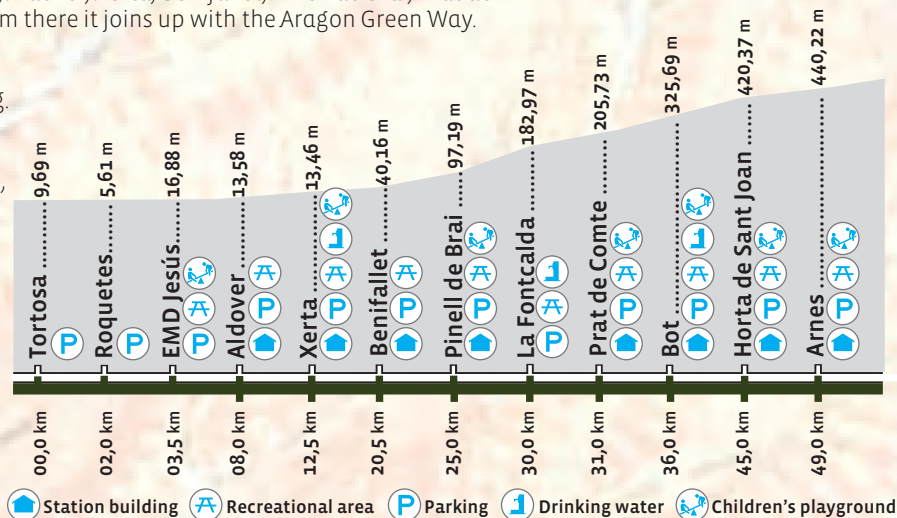 m there it joins up with the Aragon Green Way.
g.
9,69 m
5,61 m
16,88 m
13,58 m
13,46 m
40,16 m
97,19 m
182,97 m
205,73 m
325,69 m
420,37 m
440,22 m
Tortosa
Roquetes
EMD Jesús
Aldover
Xerta
Benifallet
Pinell de Brai
La Fontcalda
Prat de Comte
Bot
Horta de Sant Joan
Arnes
P
P
P
P
P
P
P
P
P
P
P
P
00,0 km
02,0 km
03,5 km
08,0 km
12,5 km
20,5 km
25,0 km
30,0 km
31,0 km
36,0 km
45,0 km
49,0 km
Station building Recreational area P Parking Drinking water Children's playground